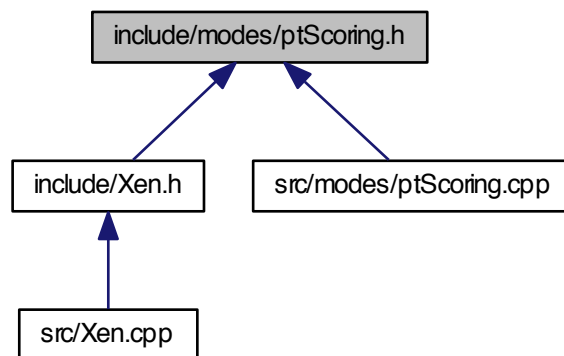 include/modes/ptScoring.h
include/Xen.h
src/modes/ptScoring.cpp
src/Xen.cpp